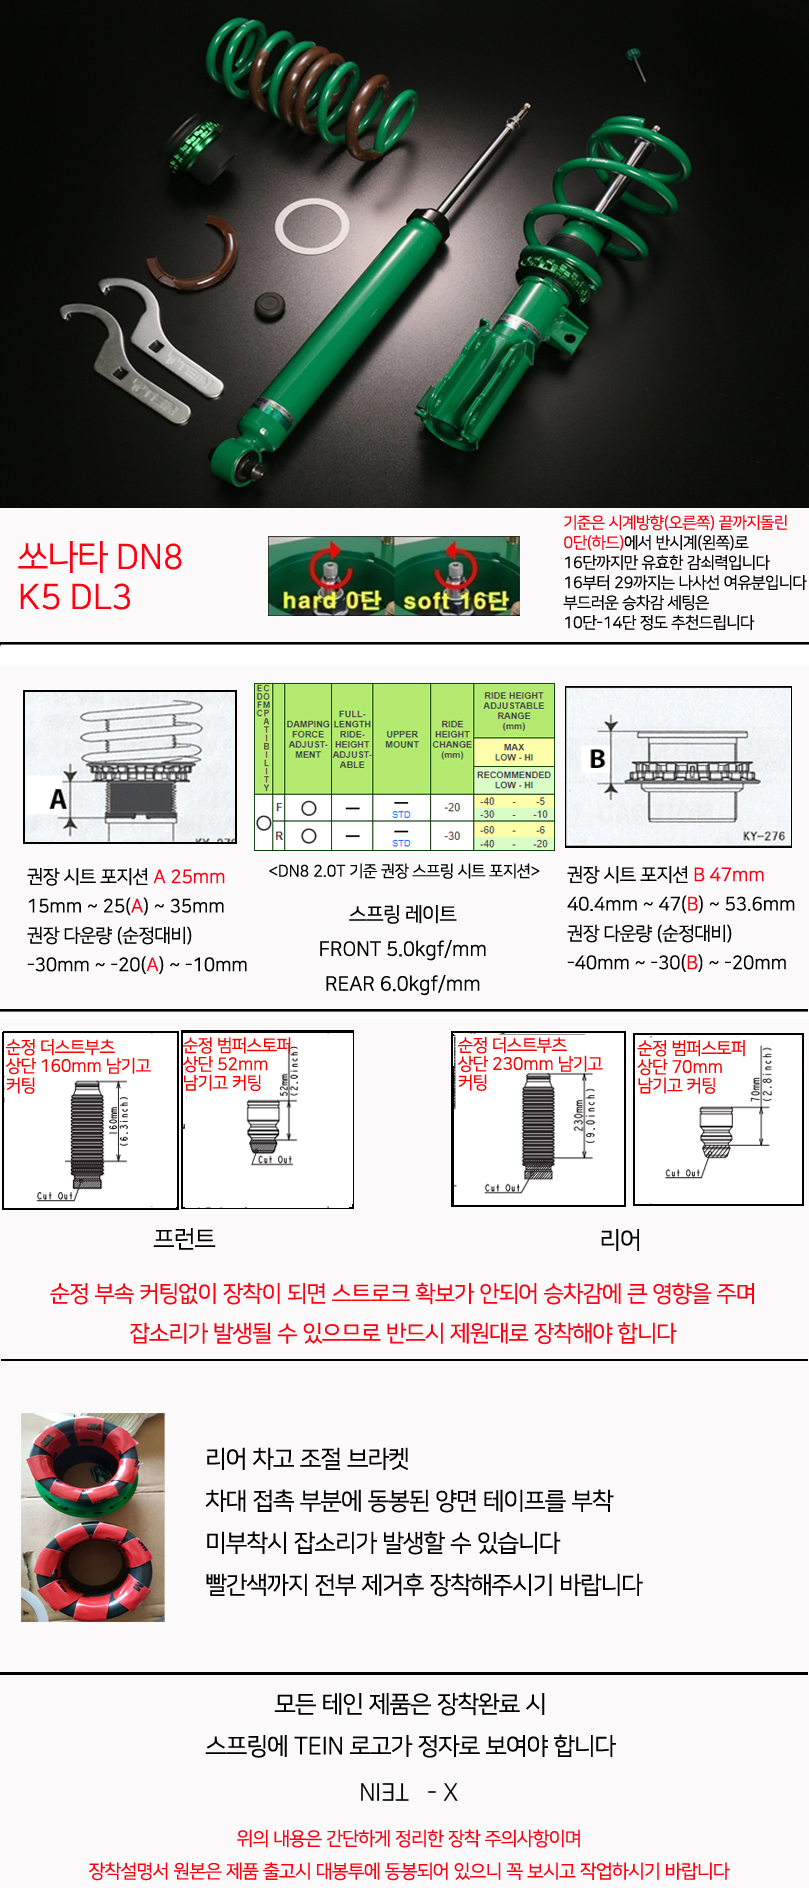 TEIN
TEIN
쏘나타 DN8
K5 DL3
hard 0단
soft 16단
기준은 시계방향(오른쪽) 끝까지돌린
0단(하드)에서 반시계(왼쪽)로
16단까지만 유효한 감쇠력입니다
16부터 29까지는 나사선 여유분입니다
부드러운 승차감 세팅은
10단-14단 정도 추천드립니다
A
권장 시트 포지션 A 25mm
15mm ~ 25(A) ~ 35mm
권장 다운량 (순정대비)
-30mm ~ -20(A) ~ -10mm
EDFC COMPATIBILITY
DAMPING FORCE ADJUST-MENT
FULL-LENGTH RIDE-HEIGHT ADJUST-ABLE
UPPER MOUNT
RIDE HEIGHT CHANGE (mm)
RIDE HEIGHT ADJUSTABLE RANGE (mm)
MAX LOW - HI
RECOMMENDED LOW - HI
F ○ — — STD -20 -40 - -5
-30 - -10
○
R ○ — — STD -30 -60 - -6
-40 - -20
<DN8 2.0T 기준 권장 스프링 시트 포지션>
스프링 레이트
FRONT 5.0kgf/mm
REAR 6.0kgf/mm
B
KY-276
권장 시트 포지션 B 47mm
40.4mm ~ 47(B) ~ 53.6mm
권장 다운량 (순정대비)
-40mm ~ -30(B) ~ -20mm
순정 더스트부츠
상단 160mm 남기고
커팅
160mm
(6.3inch)
Cut Out
순정 범퍼스토퍼
상단 52mm
남기고 커팅
52mm
(2.0inch)
Cut Out
프런트
순정 더스트부츠
상단 230mm 남기고
커팅
230mm
(9.0inch)
Cut Out
순정 범퍼스토퍼
상단 70mm
남기고 커팅
70mm
(2.8inch)
Cut Out
리어
순정 부속 커팅없이 장착이 되면 스트로크 확보가 안되어 승차감에 큰 영향을 주며
잡소리가 발생될 수 있으므로 반드시 제원대로 장착해야 합니다
3M
리어 차고 조절 브라켓
차대 접촉 부분에 동봉된 양면 테이프를 부착
미부착시 잡소리가 발생할 수 있습니다
빨간색까지 전부 제거후 장착해주시기 바랍니다
모든 테인 제품은 장착완료 시
스프링에 TEIN 로고가 정자로 보여야 합니다
TEIN - X
위의 내용은 간단하게 정리한 장착 주의사항이며
장착설명서 원본은 제품 출고시 대봉투에 동봉되어 있으니 꼭 보시고 작업하시기 바랍니다